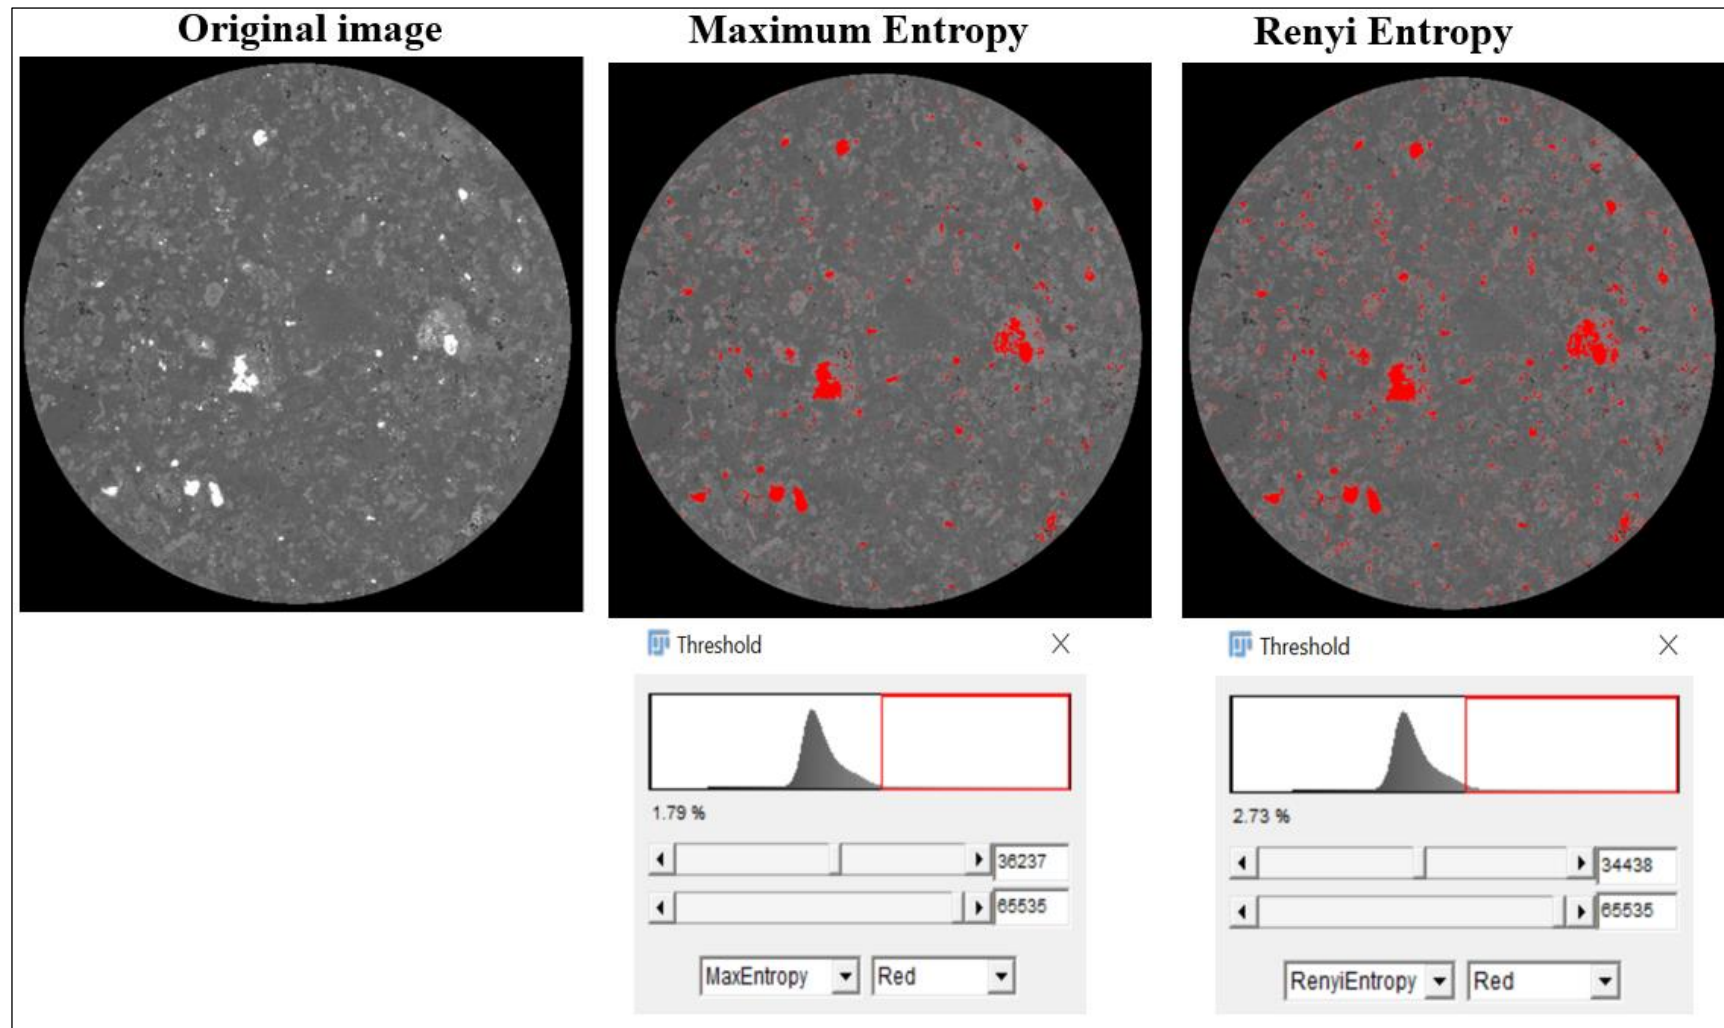 Original image
Maximum Entropy
Renyi Entropy
Threshold
1.79 %
36237
65535
MaxEntropy
Red
Threshold
2.73 %
34438
65535
RenyiEntropy
Red